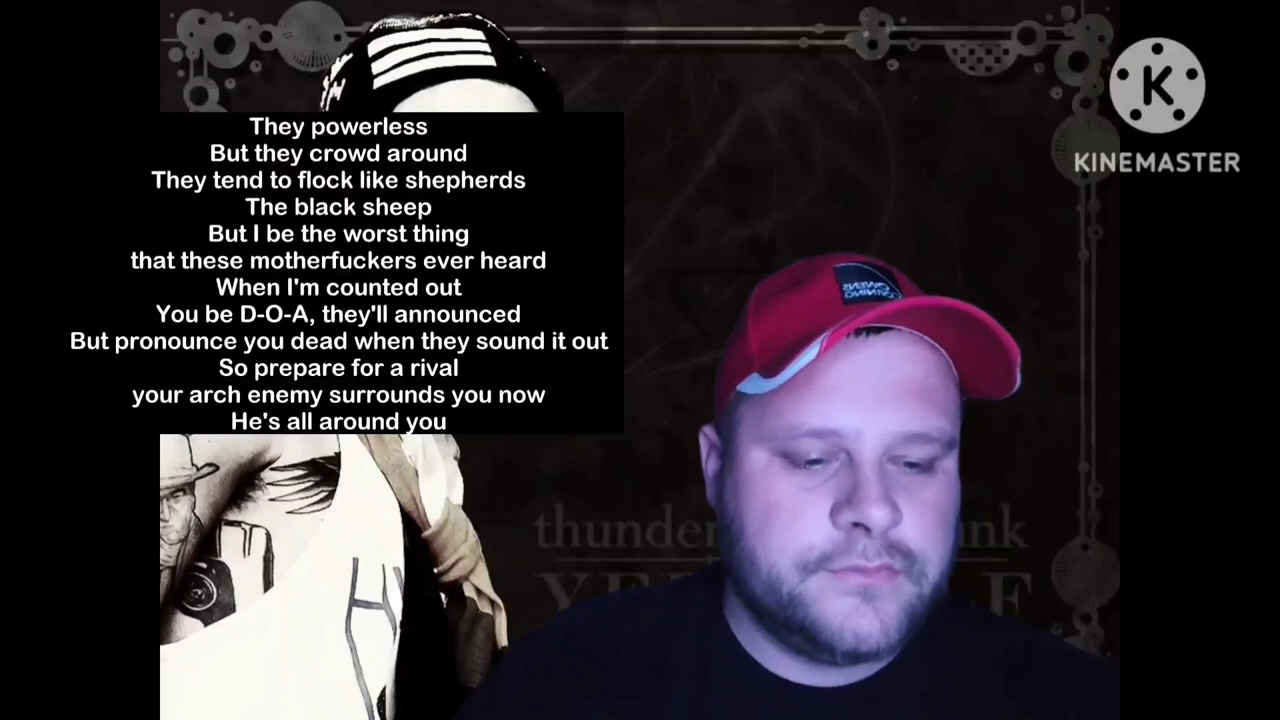 They powerless
But they crowd around
They tend to flock like shepherds
The black sheep
But I be the worst thing
that these motherfuckers ever heard
When I'm counted out
You be D-O-A, they'll announced
But pronounce you dead when they sound it out
So prepare for a rival
your arch enemy surrounds you now
He's all around you
K
KINEMASTER
OWENS
CORNING
thunder